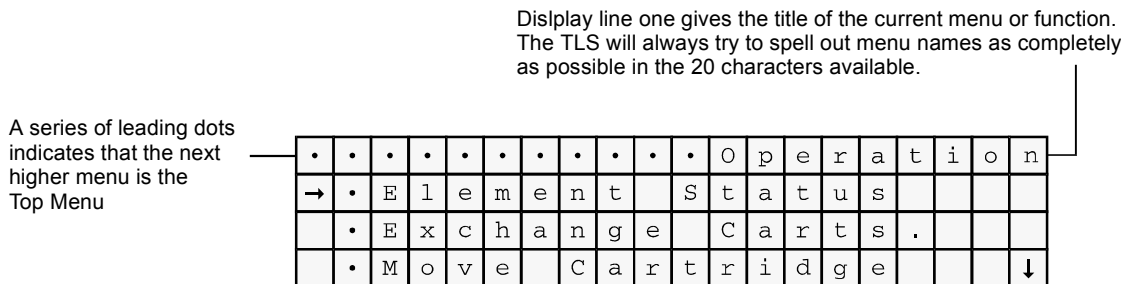 Dislplay line one gives the title of the current menu or function.
The TLS will always try to spell out menu names as completely
as possible in the 20 characters available.
A series of leading dots
indicates that the next
higher menu is the
Top Menu
•••••••••••Operation
→•Element Status
•Exchange Carts.
•Move Cartridge ↓